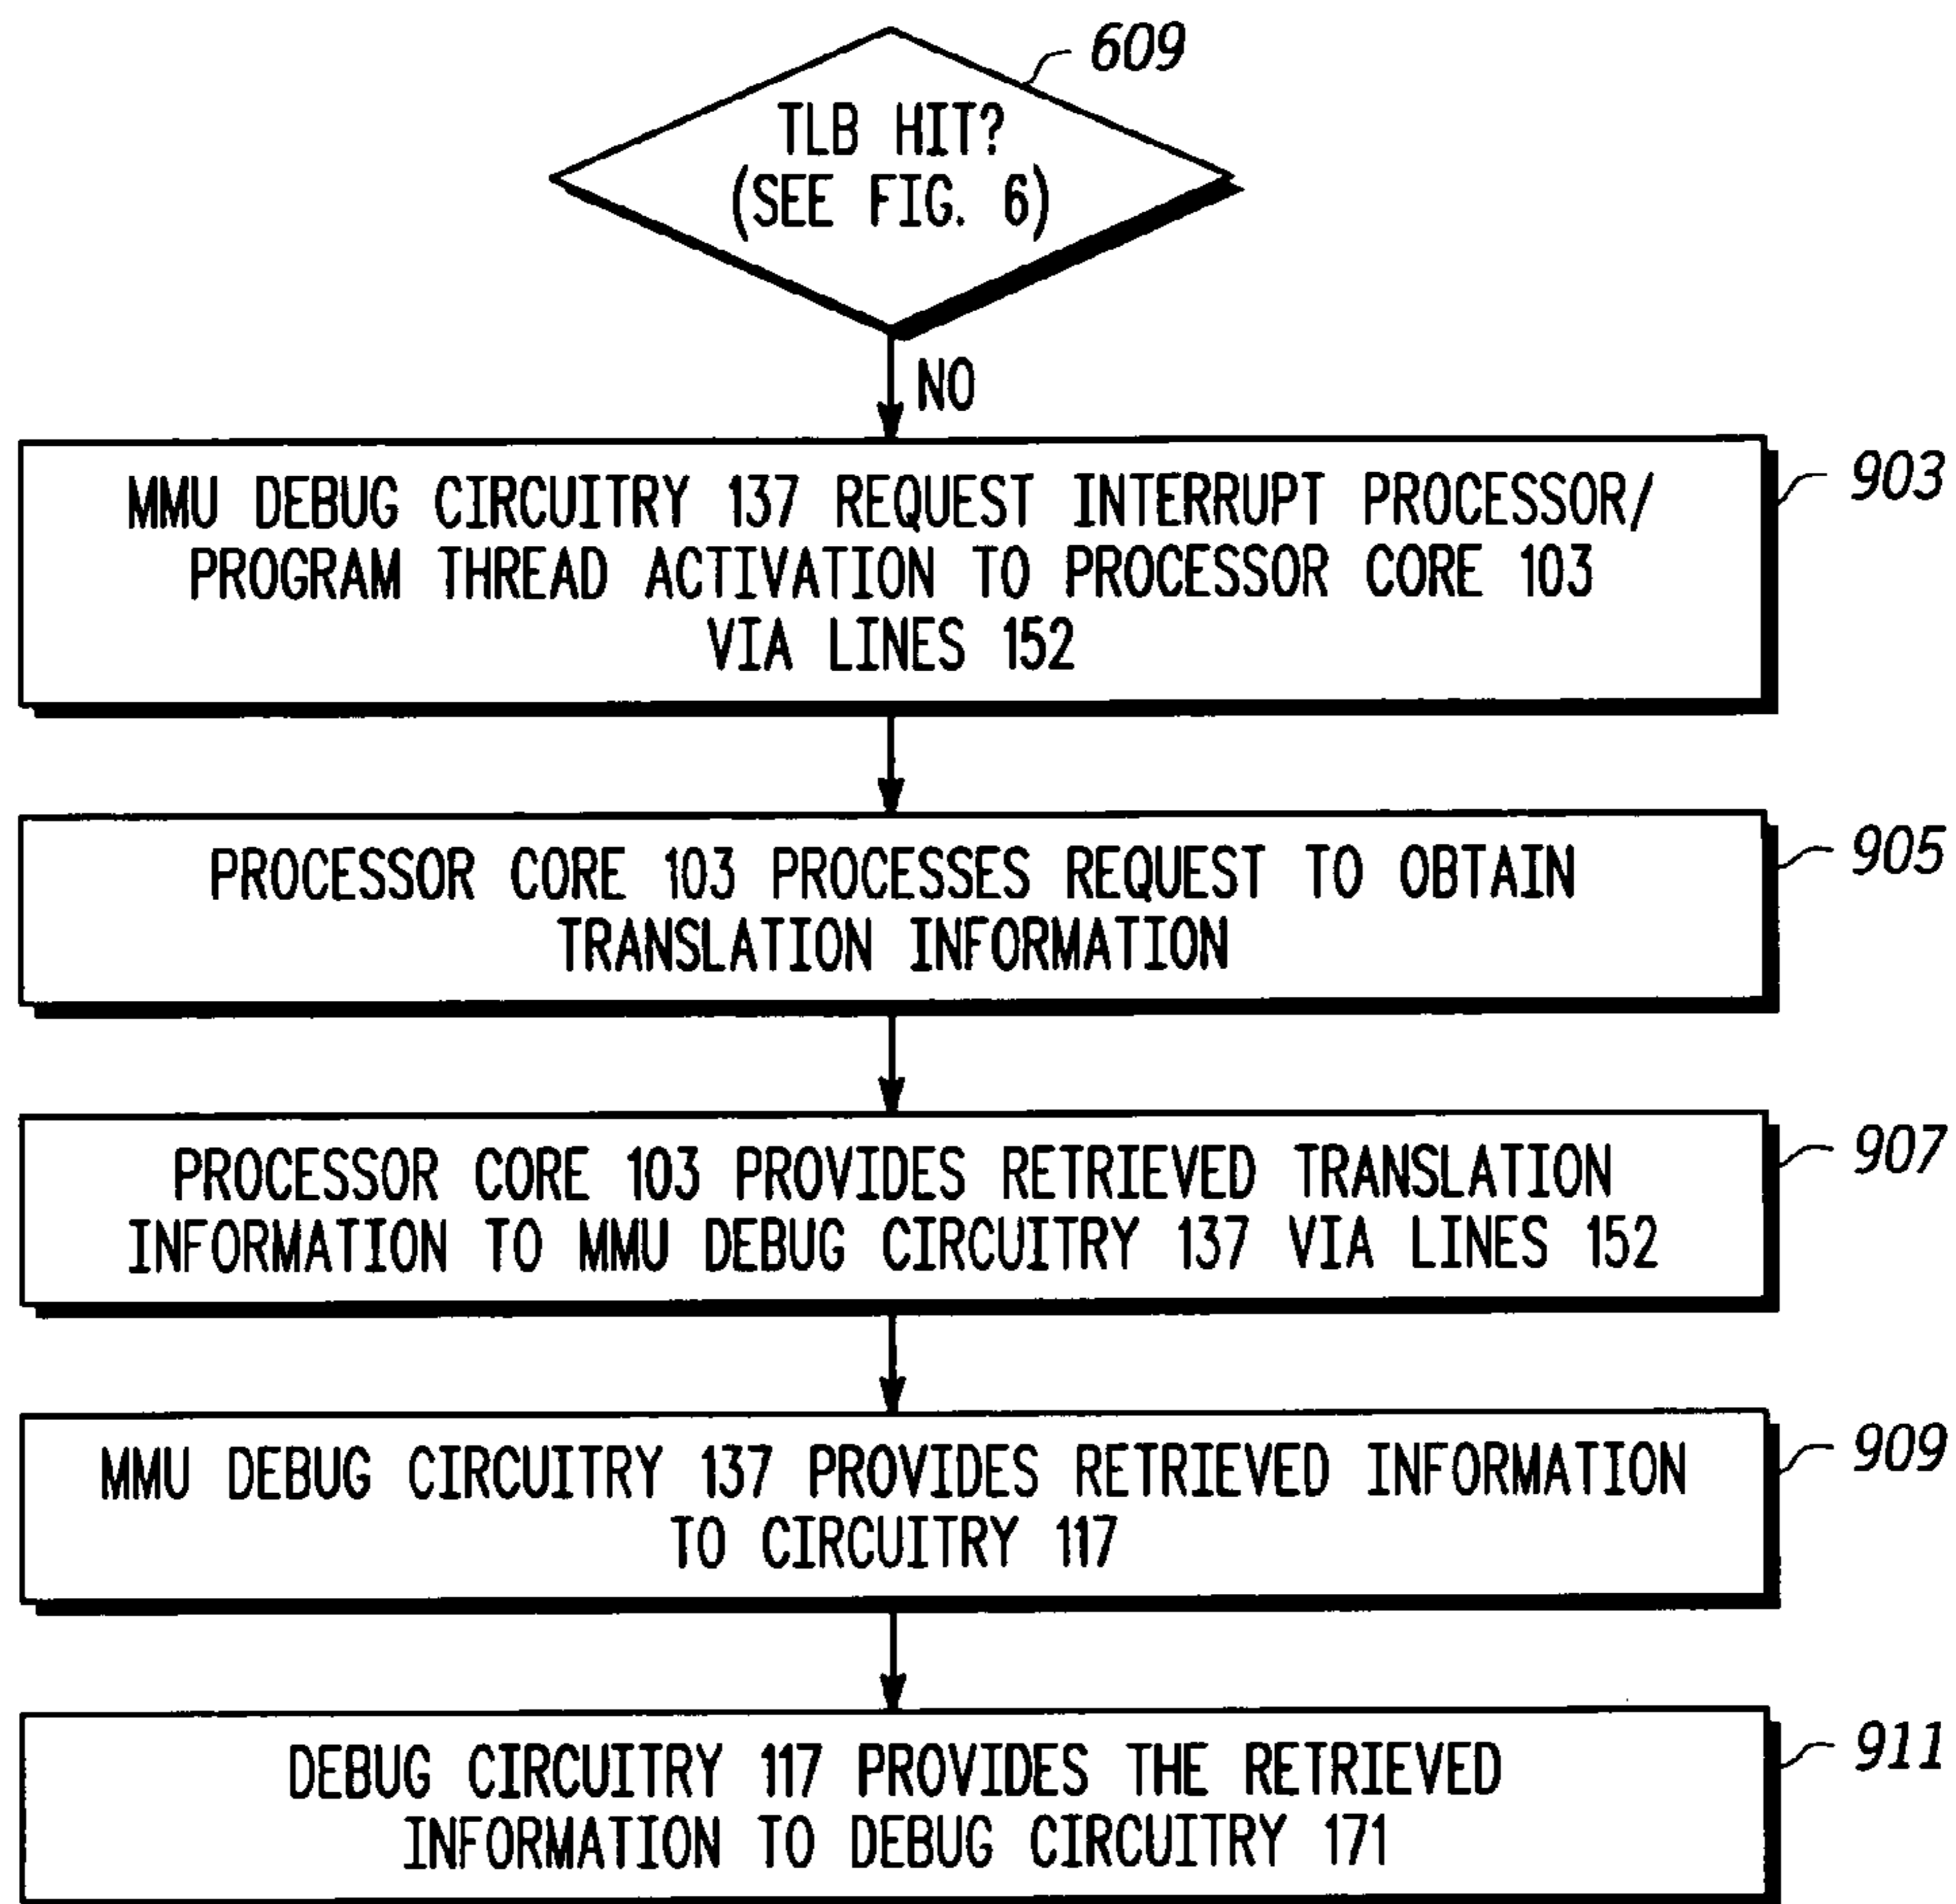 609
TLB HIT?
(SEE FIG. 6)
NO
903
MMU DEBUG CIRCUITRY 137 REQUEST INTERRUPT PROCESSOR/
PROGRAM THREAD ACTIVATION TO PROCESSOR CORE 103
VIA LINES 152
905
PROCESSOR CORE 103 PROCESSES REQUEST TO OBTAIN
TRANSLATION INFORMATION
907
PROCESSOR CORE 103 PROVIDES RETRIEVED TRANSLATION
INFORMATION TO MMU DEBUG CIRCUITRY 137 VIA LINES 152
909
MMU DEBUG CIRCUITRY 137 PROVIDES RETRIEVED INFORMATION
TO CIRCUITRY 117
911
DEBUG CIRCUITRY 117 PROVIDES THE RETRIEVED
INFORMATION TO DEBUG CIRCUITRY 171